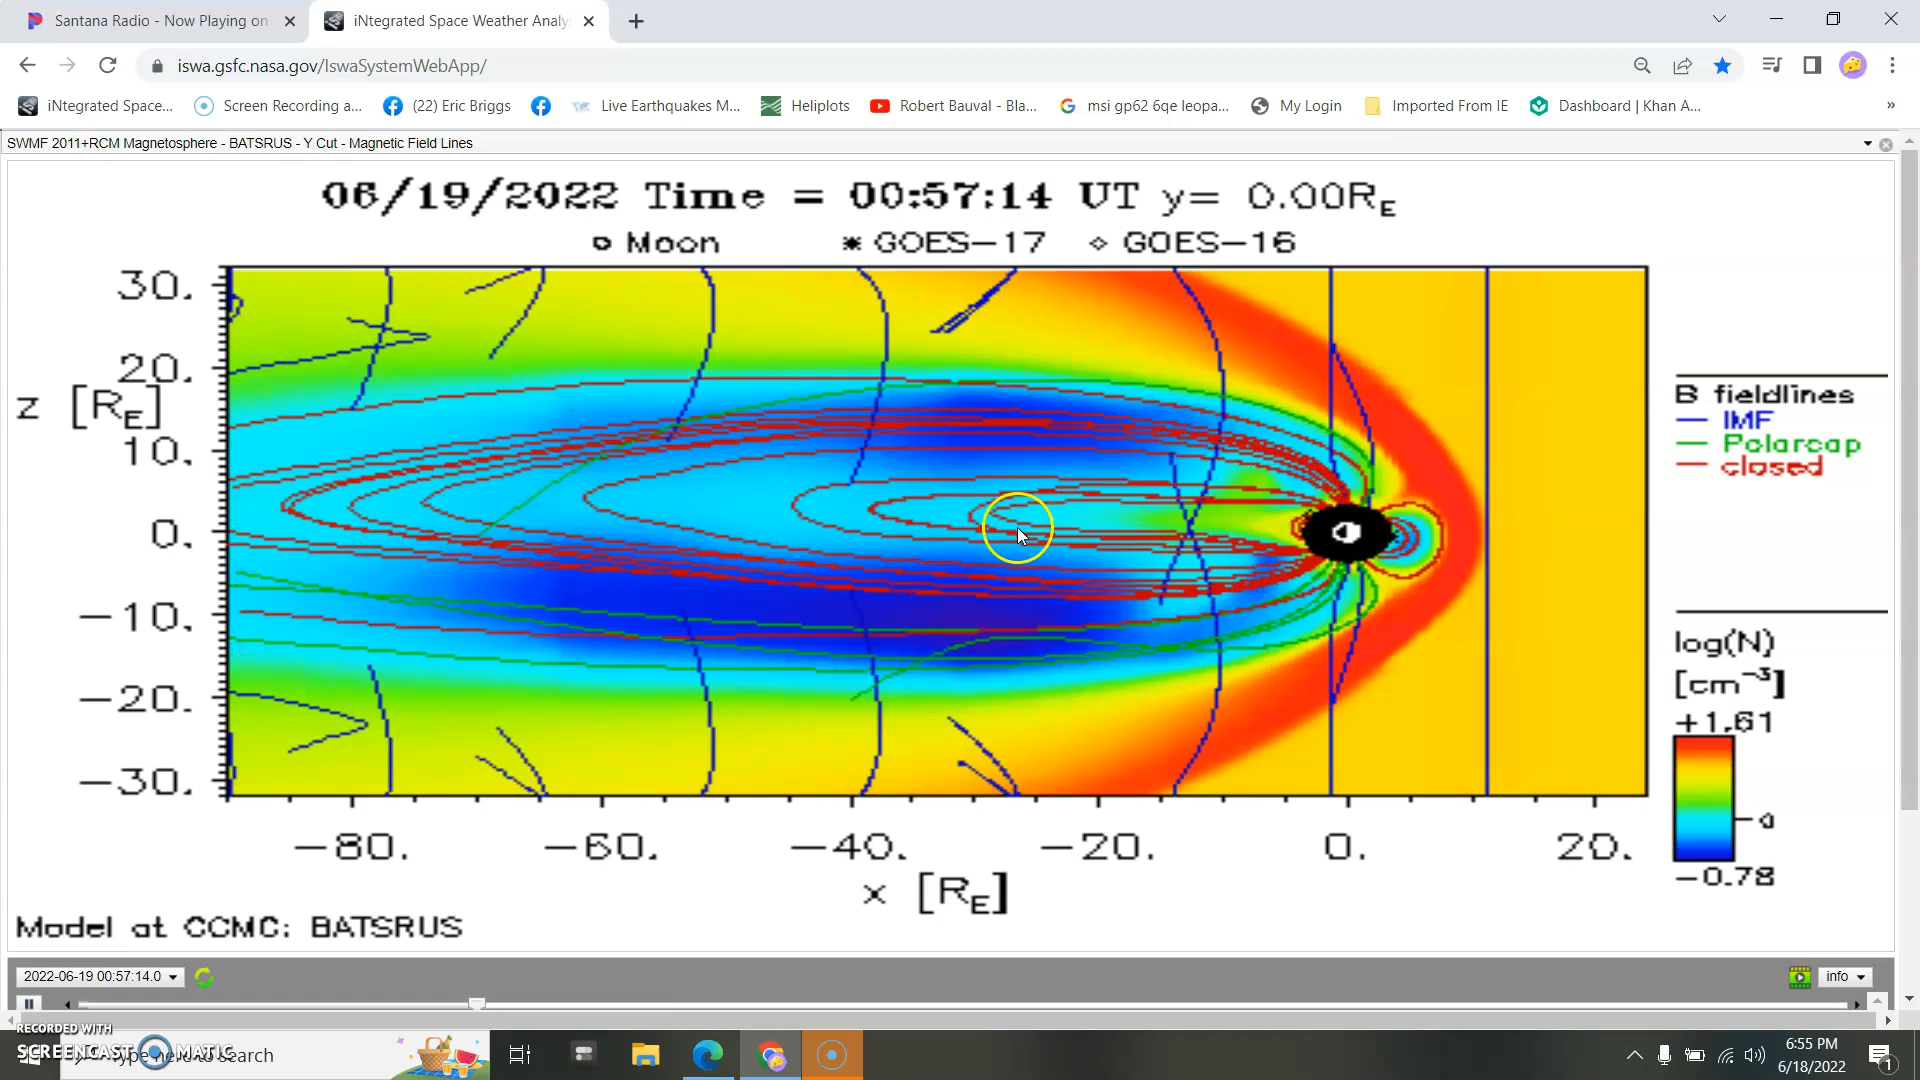 Santana Radio - Now Playing on
iNtegrated Space Weather Analy
iswa.gsfc.nasa.gov/IswaSystemWebApp/
iNtegrated Space...
Screen Recording a...
(22) Eric Briggs
Live Earthquakes M...
Heliplots
Robert Bauval - Bla...
msi gp62 6qe leopa...
My Login
Imported From IE
Dashboard | Khan A...
»
SWMF 2011+RCM Magnetosphere - BATSRUS - Y Cut - Magnetic Field Lines
06/19/2022 Time = 00:57:14 UT y= 0.00RE
Moon GOES-17 GOES-16
30.
20.
z [RE]
10.
0.
-10.
-20.
-30.
-80. -60. -40. -20. 0. 20.
x [RE]
B fieldlines
IMF
Polarcap
closed
log(N)
[cm-3]
+1.61
0
-0.78
Model at CCMC: BATSRUS
2022-06-19 00:57:14.0
info
RECORDED WITH
SCREENCAST MATIC
Type here to search
6:55 PM
6/18/2022
1